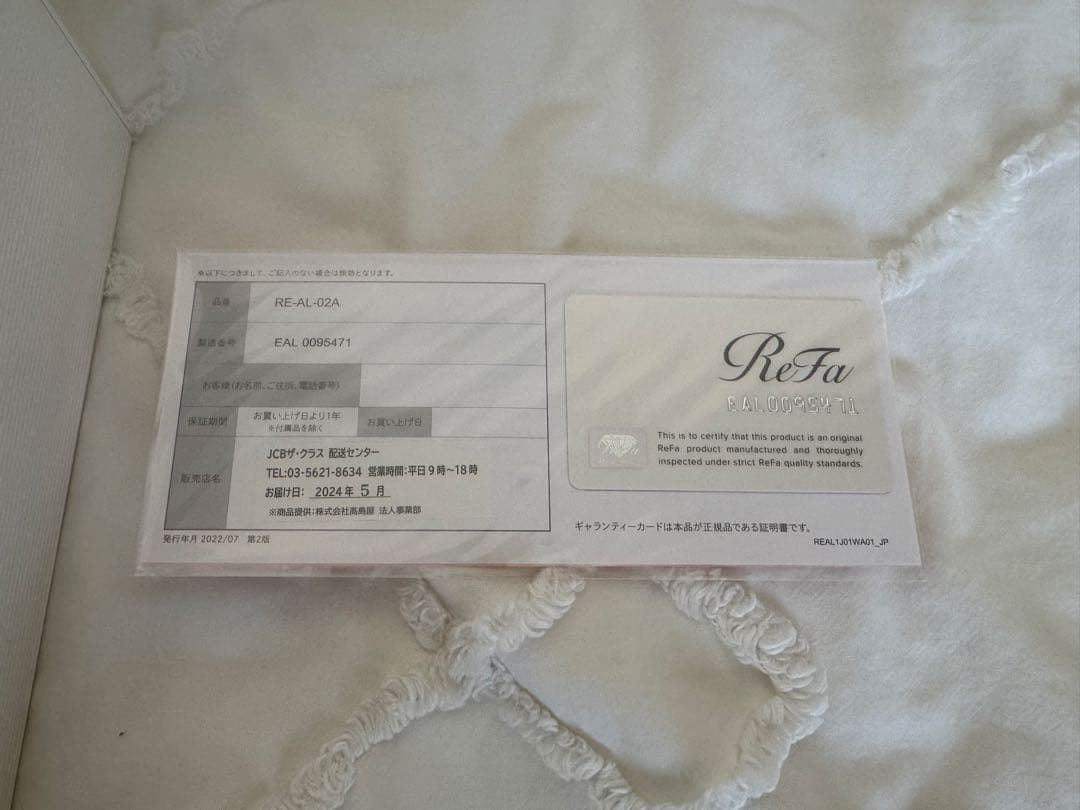 ※以下につきまして、ご記入のない場合は無効となります。
品番 RE-AL-02A
製造番号 EAL 0095471
お客様(お名前、ご住所、電話番号)
保証期間 お買い上げ日より1年 お買い上げ日
※付属品を除く
販売店名
JCBザ・クラス 配送センター
TEL:03-5621-8634 営業時間:平日9時~18時
お届け日: 2024年 5月
※商品提供:株式会社高島屋 法人事業部
発行年月 2022/07 第2版
ReFa
EAL0095471
This is to certify that this product is an original
ReFa product manufactured and thoroughly
inspected under strict ReFa quality standards.
ギャランティーカードは本品が正規品である証明書です。
REAL1J01WA01_JP